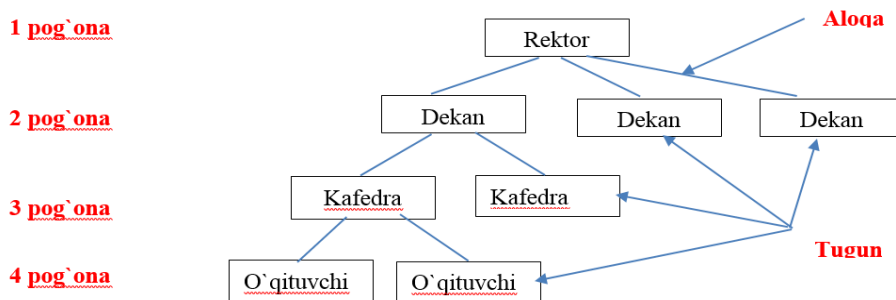 1 pog`ona
Aloqa
Rektor
2 pog`ona
Dekan
Dekan
Dekan
3 pog`ona
Kafedra
Kafedra
Tugun
4 pog`ona
O`qituvchi
O`qituvchi